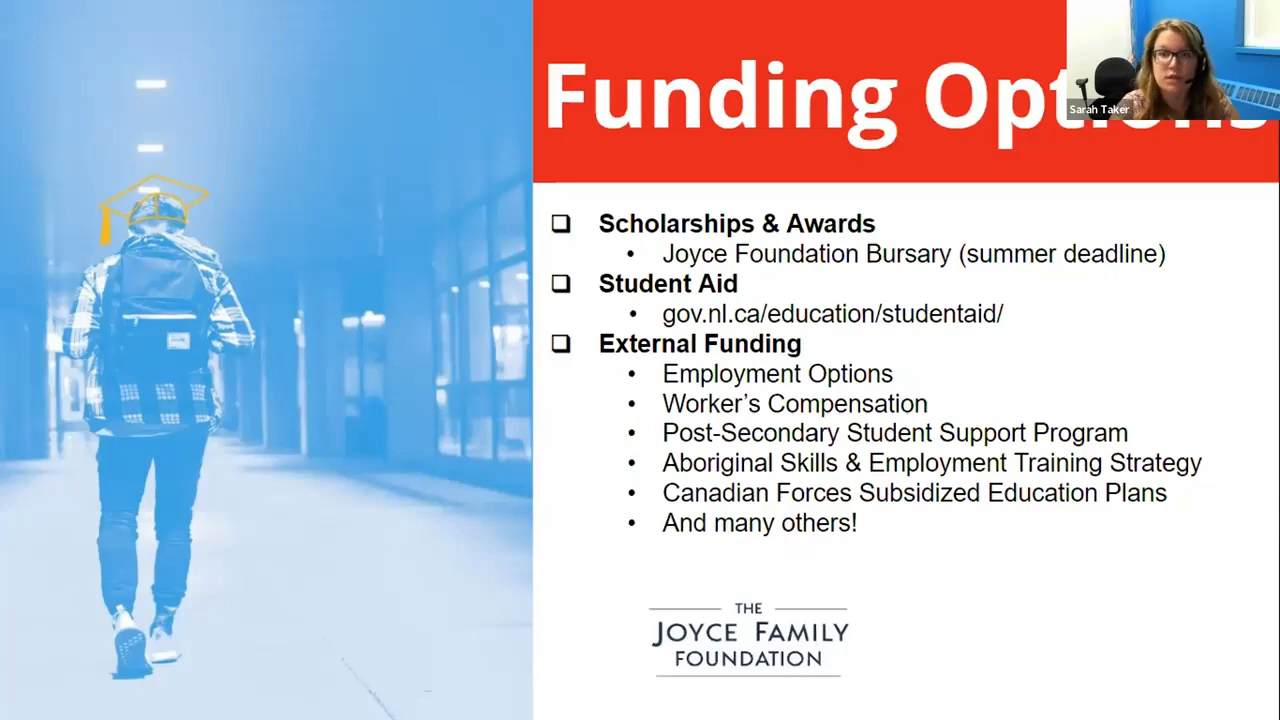 Funding Options
Sarah Taker
❑ Scholarships & Awards
• Joyce Foundation Bursary (summer deadline)
❑ Student Aid
• gov.nl.ca/education/studentaid/
❑ External Funding
• Employment Options
• Worker’s Compensation
• Post-Secondary Student Support Program
• Aboriginal Skills & Employment Training Strategy
• Canadian Forces Subsidized Education Plans
• And many others!
THE
JOYCE FAMILY
FOUNDATION